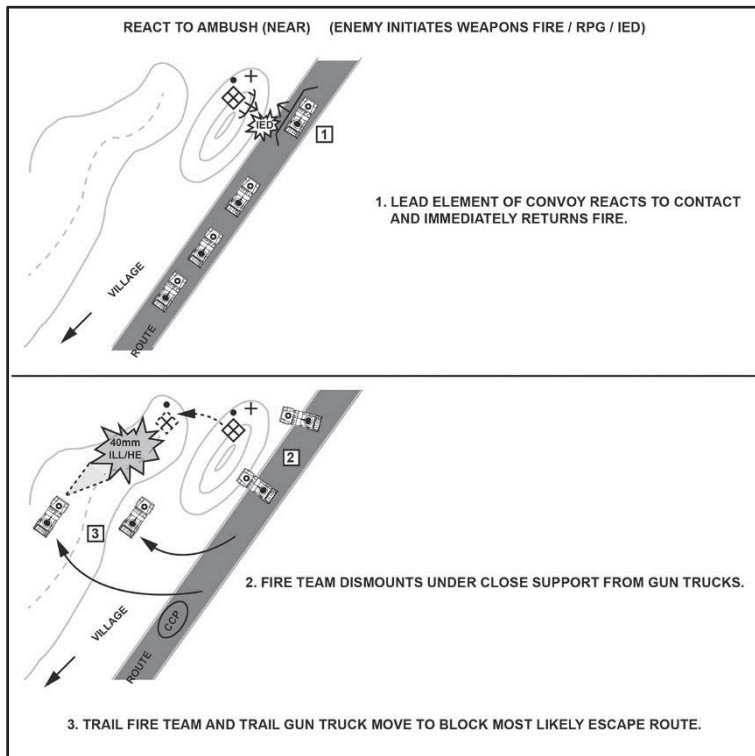 REACT TO AMBUSH (NEAR) (ENEMY INITIATES WEAPONS FIRE / RPG / IED)
IED
1
1. LEAD ELEMENT OF CONVOY REACTS TO CONTACT
AND IMMEDIATELY RETURNS FIRE.
VILLAGE
ROUTE
40mm
ILL/HE
2
3
2. FIRE TEAM DISMOUNTS UNDER CLOSE SUPPORT FROM GUN TRUCKS.
CCP
VILLAGE
ROUTE
3. TRAIL FIRE TEAM AND TRAIL GUN TRUCK MOVE TO BLOCK MOST LIKELY ESCAPE ROUTE.